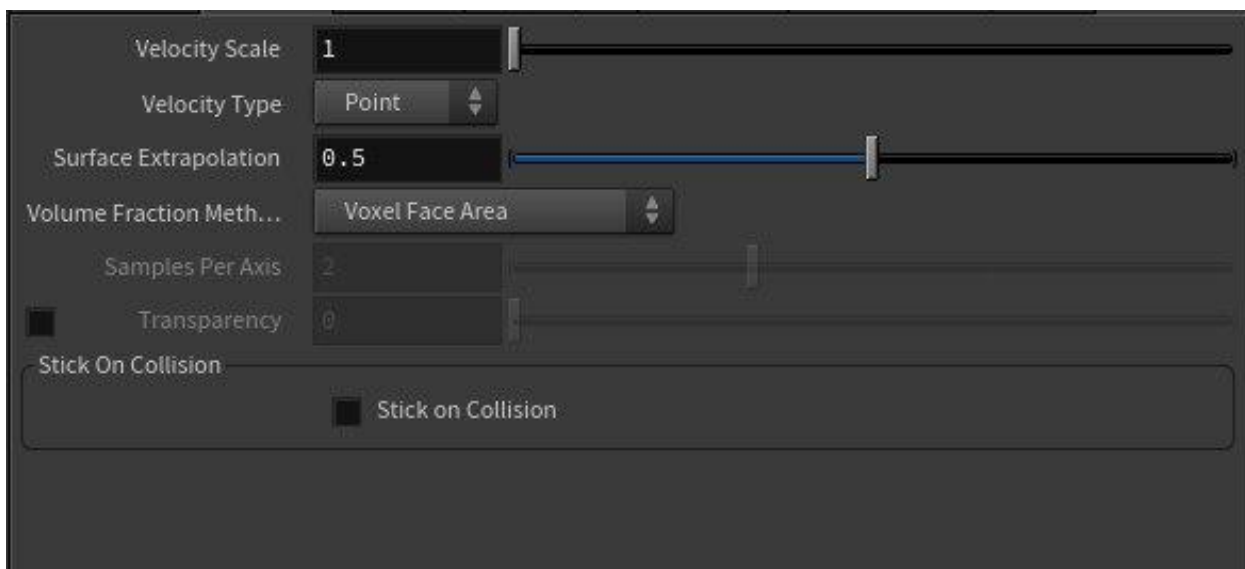 Velocity Scale 1
Velocity Type Point
Surface Extrapolation 0.5
Volume Fraction Meth... Voxel Face Area
Samples Per Axis 2
Transparency 0
Stick On Collision
Stick on Collision